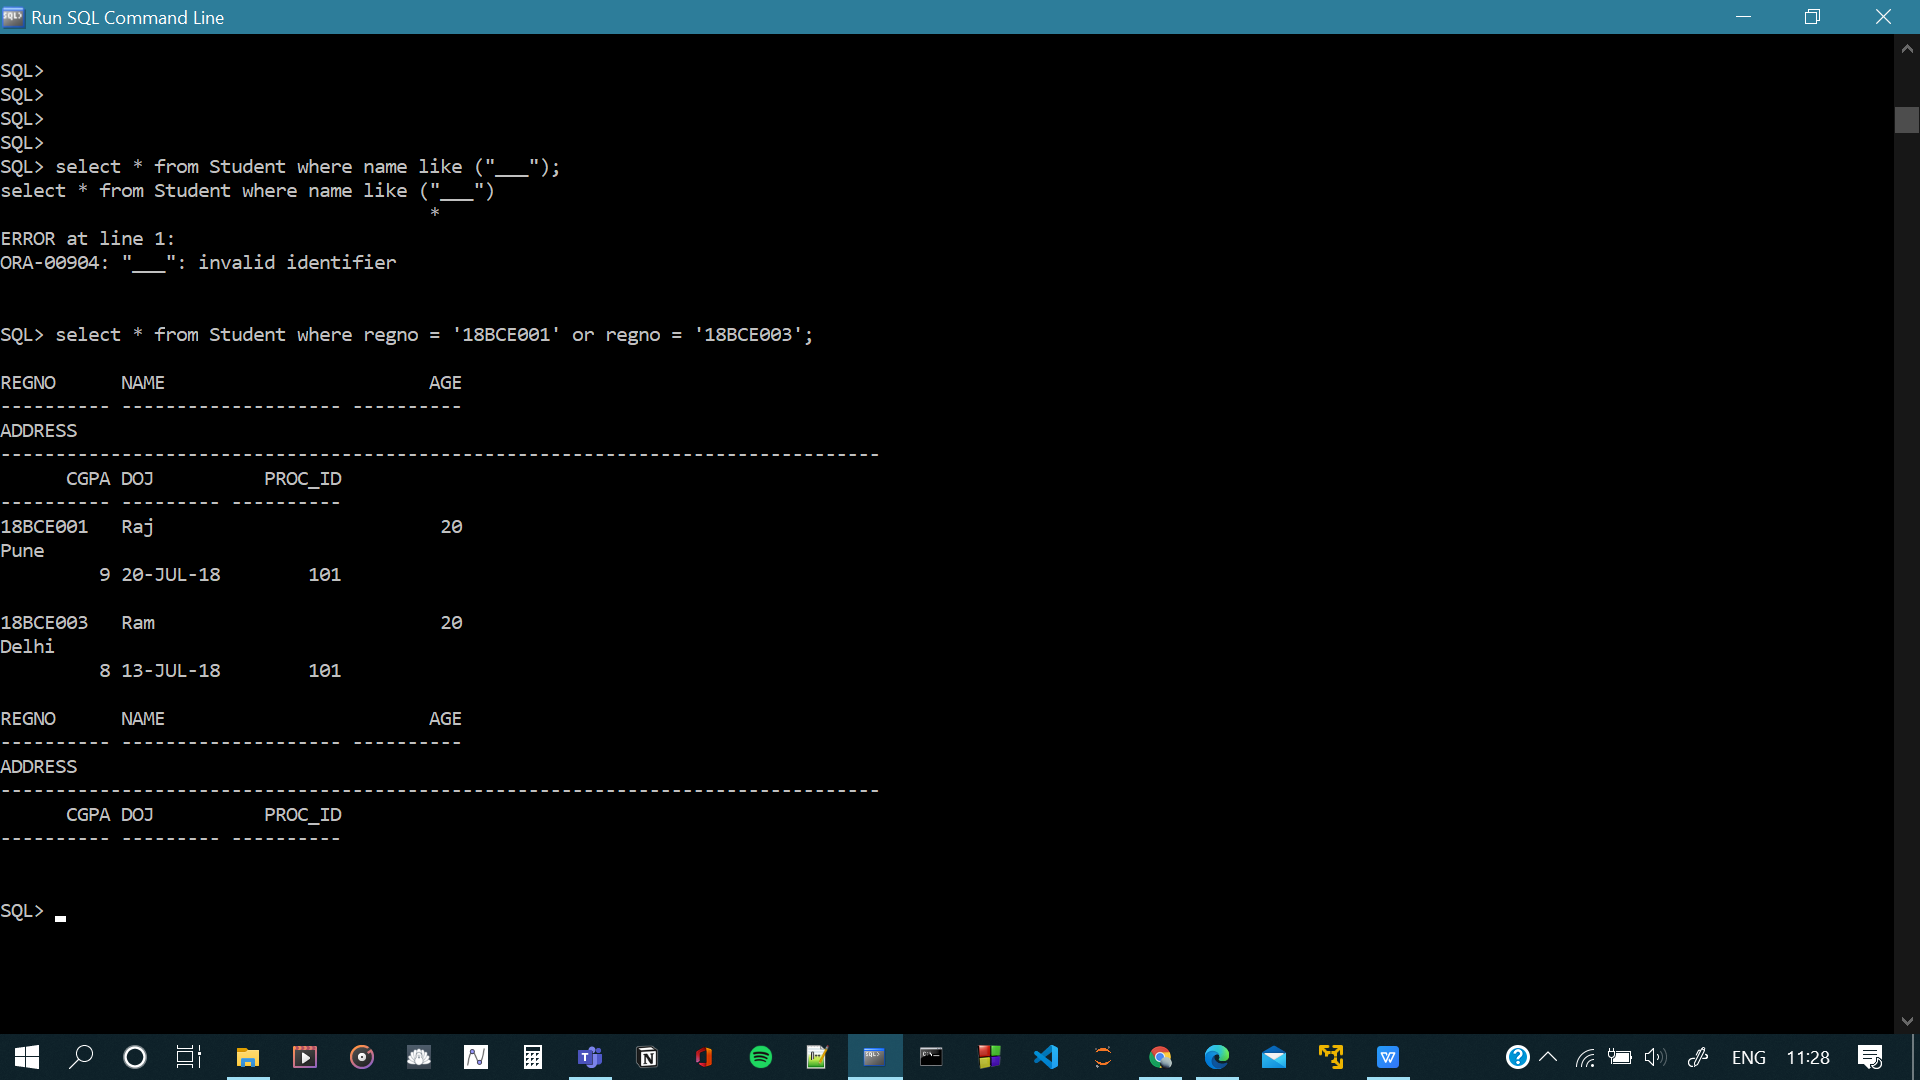 Run SQL Command Line
SQL>
SQL>
SQL>
SQL>
SQL> select * from Student where name like ("___");
select * from Student where name like ("___")
                                       *
ERROR at line 1:
ORA-00904: "___": invalid identifier
SQL> select * from Student where regno = '18BCE001' or regno = '18BCE003';
REGNO      NAME                        AGE
---------- -------------------- ----------
ADDRESS
--------------------------------------------------------------------------------
      CGPA DOJ          PROC_ID
---------- --------- ----------
18BCE001   Raj                          20
Pune
         9 20-JUL-18        101
18BCE003   Ram                          20
Delhi
         8 13-JUL-18        101
REGNO      NAME                        AGE
---------- -------------------- ----------
ADDRESS
--------------------------------------------------------------------------------
      CGPA DOJ          PROC_ID
---------- --------- ----------
SQL>
ENG 11:28